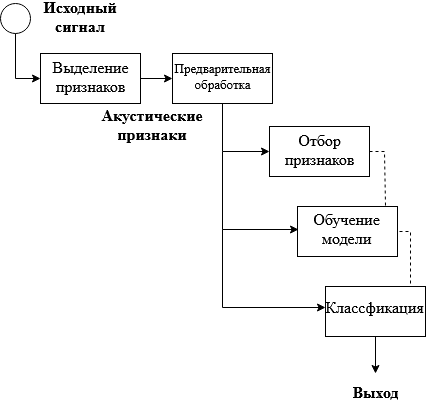 Исходный
сигнал
Выделение
признаков
Предварительная
обработка
Акустические
признаки
Отбор
признаков
Обучение
модели
Классфикация
Выход